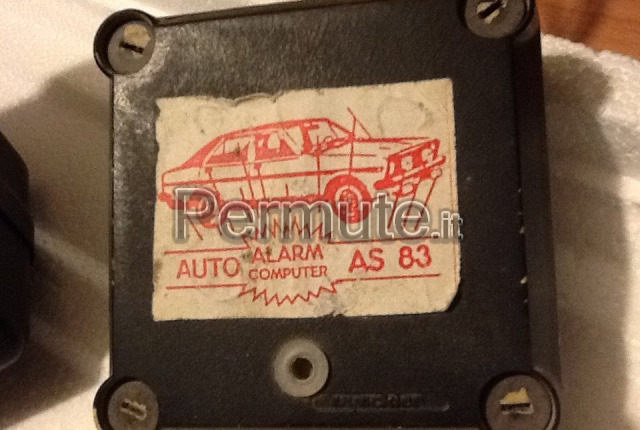 Permute.it
AUTO ALARM COMPUTER AS 83